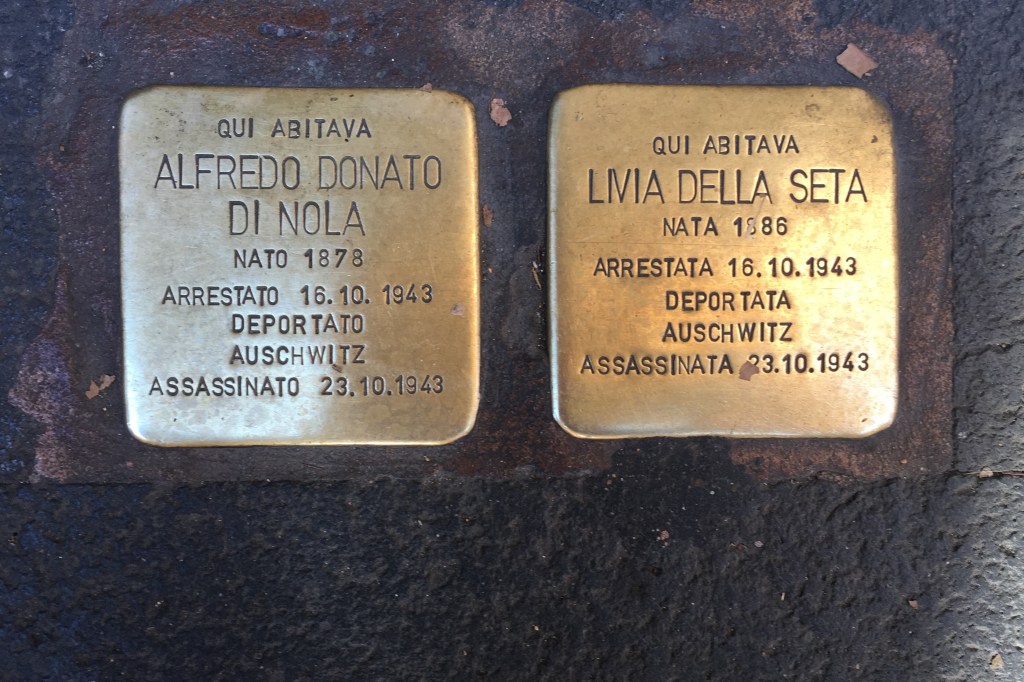 QUI ABITAVA
ALFREDO DONATO
DI NOLA
NATO 1878
ARRESTATO 16.10.1943
DEPORTATO
AUSCHWITZ
ASSASSINATO 23.10.1943
QUI ABITAVA
LIVIA DELLA SETA
NATA 1886
ARRESTATA 16.10.1943
DEPORTATA
AUSCHWITZ
ASSASSINATA 23.10.1943